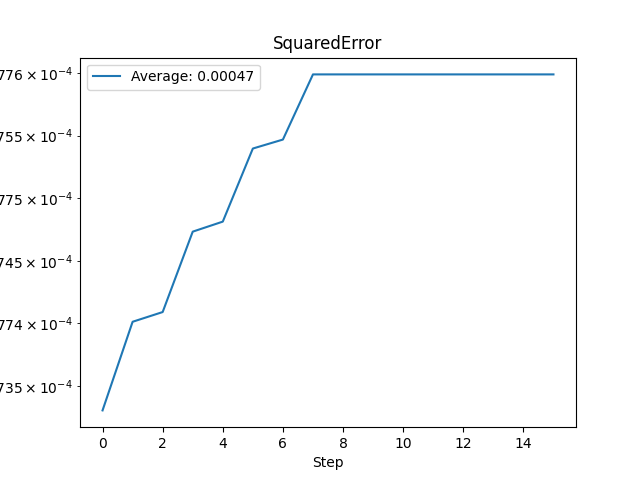 SquaredError
Average: 0.00047
776 × 10⁻⁴
755 × 10⁻⁴
775 × 10⁻⁴
745 × 10⁻⁴
774 × 10⁻⁴
735 × 10⁻⁴
0 2 4 6 8 10 12 14
Step